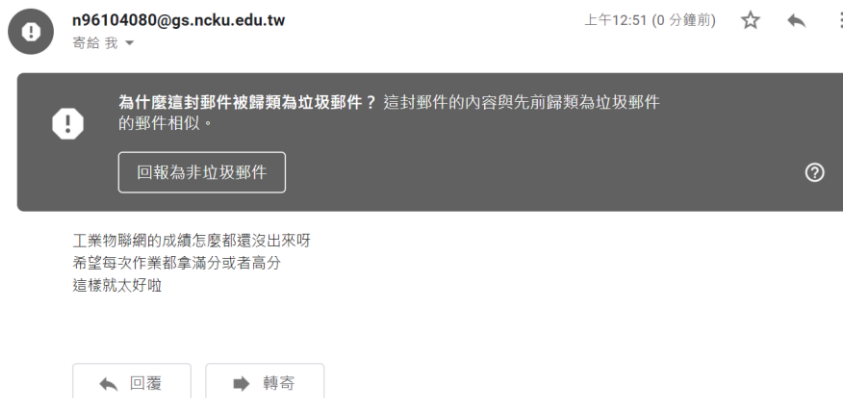 n96104080@gs.ncku.edu.tw
上午12:51 (0 分鐘前)
寄給 我
為什麼這封郵件被歸類為垃圾郵件？ 這封郵件的內容與先前歸類為垃圾郵件
的郵件相似。
回報為非垃圾郵件
工業物聯網的成績怎麼都還沒出來呀
希望每次作業都拿滿分或者高分
這樣就太好啦
回覆
轉寄